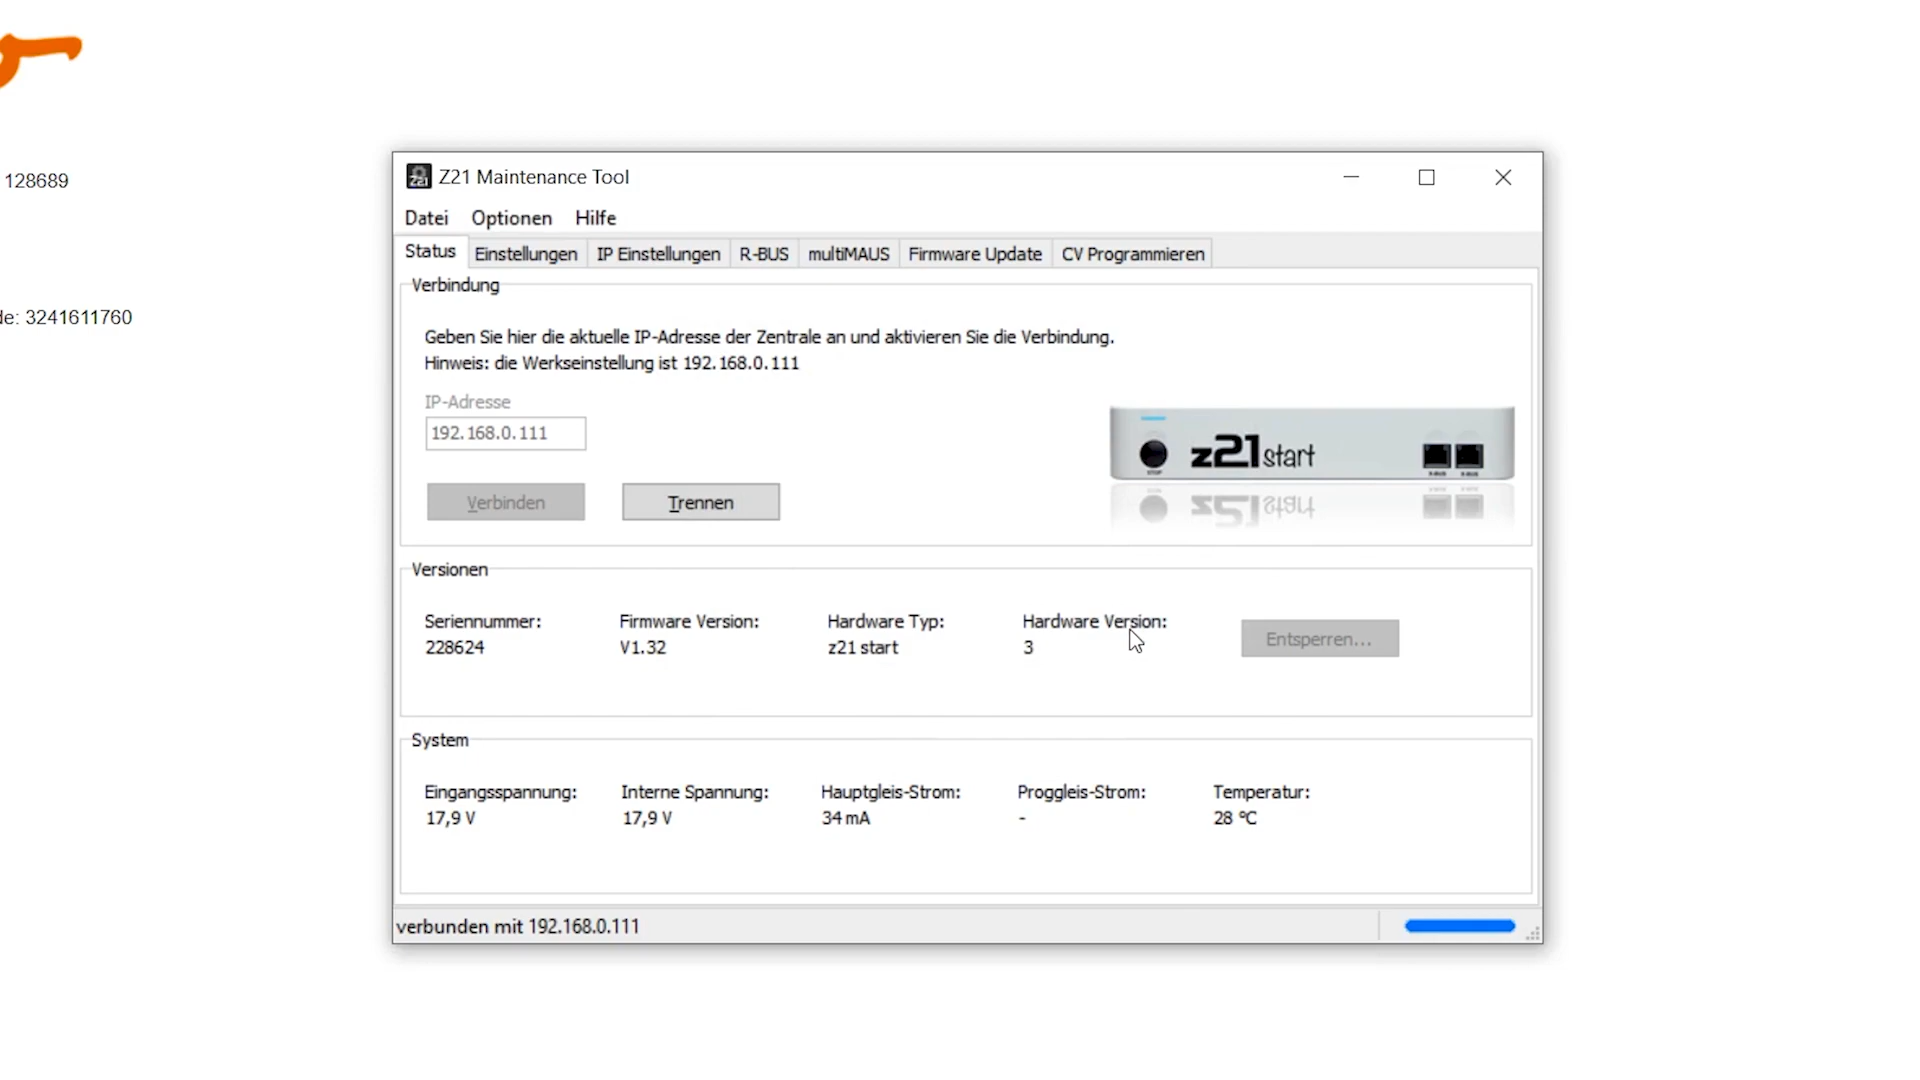 128689
de: 3241611760
Z21 Maintenance Tool
Datei Optionen Hilfe
Status Einstellungen IP Einstellungen R-BUS multiMAUS Firmware Update CV Programmieren
Verbindung
Geben Sie hier die aktuelle IP-Adresse der Zentrale an und aktivieren Sie die Verbindung.
Hinweis: die Werkseinstellung ist 192.168.0.111
IP-Adresse
192.168.0.111
z21start
STOP
R-BUS R-BUS
Verbinden Trennen
Versionen
Seriennummer: Firmware Version: Hardware Typ: Hardware Version:
228624 V1.32 z21 start 3
Entsperren...
System
Eingangsspannung: Interne Spannung: Hauptgleis-Strom: Proggleis-Strom: Temperatur:
17,9 V 17,9 V 34 mA - 28 °C
verbunden mit 192.168.0.111